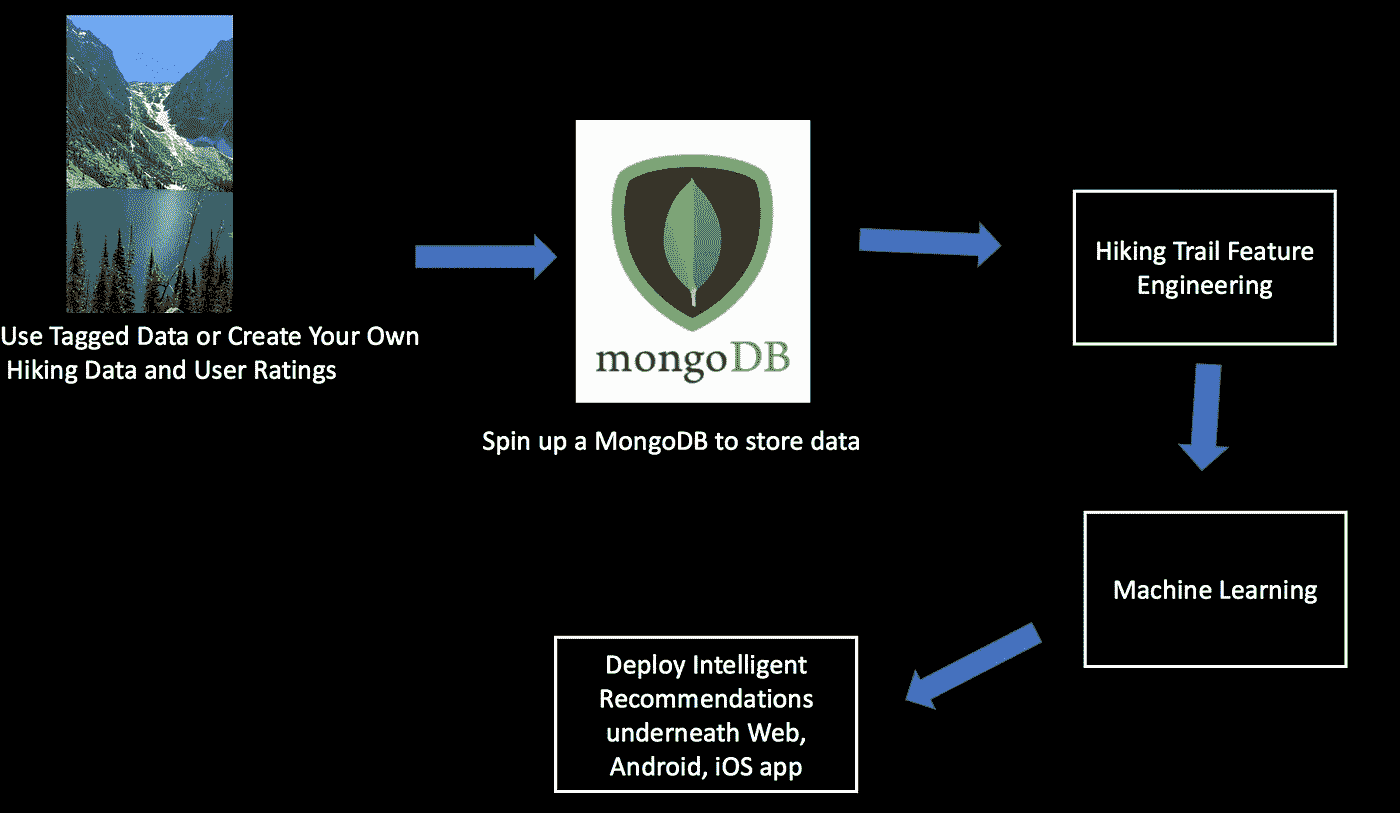 Use Tagged Data or Create Your Own
Hiking Data and User Ratings
mongoDB
Spin up a MongoDB to store data
Hiking Trail Feature
Engineering
Machine Learning
Deploy Intelligent
Recommendations
underneath Web,
Android, iOS app